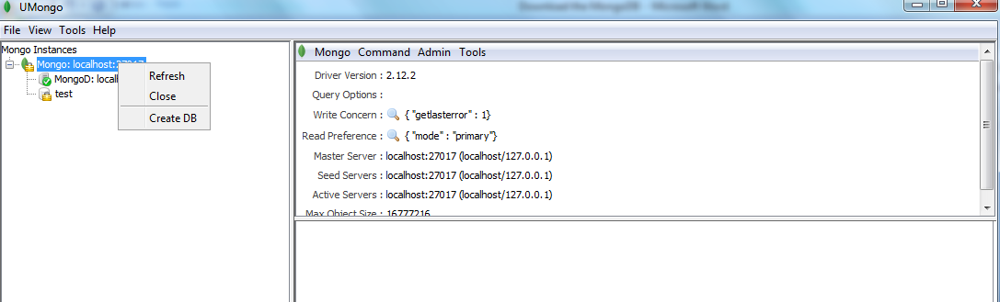 UMongo
Download the MongoDB - Microsoft Word
File View Tools Help
Mongo Instances
Mongo: localhost:27017
MongoD: local
test
Refresh
Close
Create DB
Mongo Command Admin Tools
Driver Version : 2.12.2
Query Options :
Write Concern : { "getlasterror" : 1}
Read Preference : { "mode" : "primary"}
Master Server : localhost:27017 (localhost/127.0.0.1)
Seed Servers : localhost:27017 (localhost/127.0.0.1)
Active Servers : localhost:27017 (localhost/127.0.0.1)
Max Object Size : 16777216